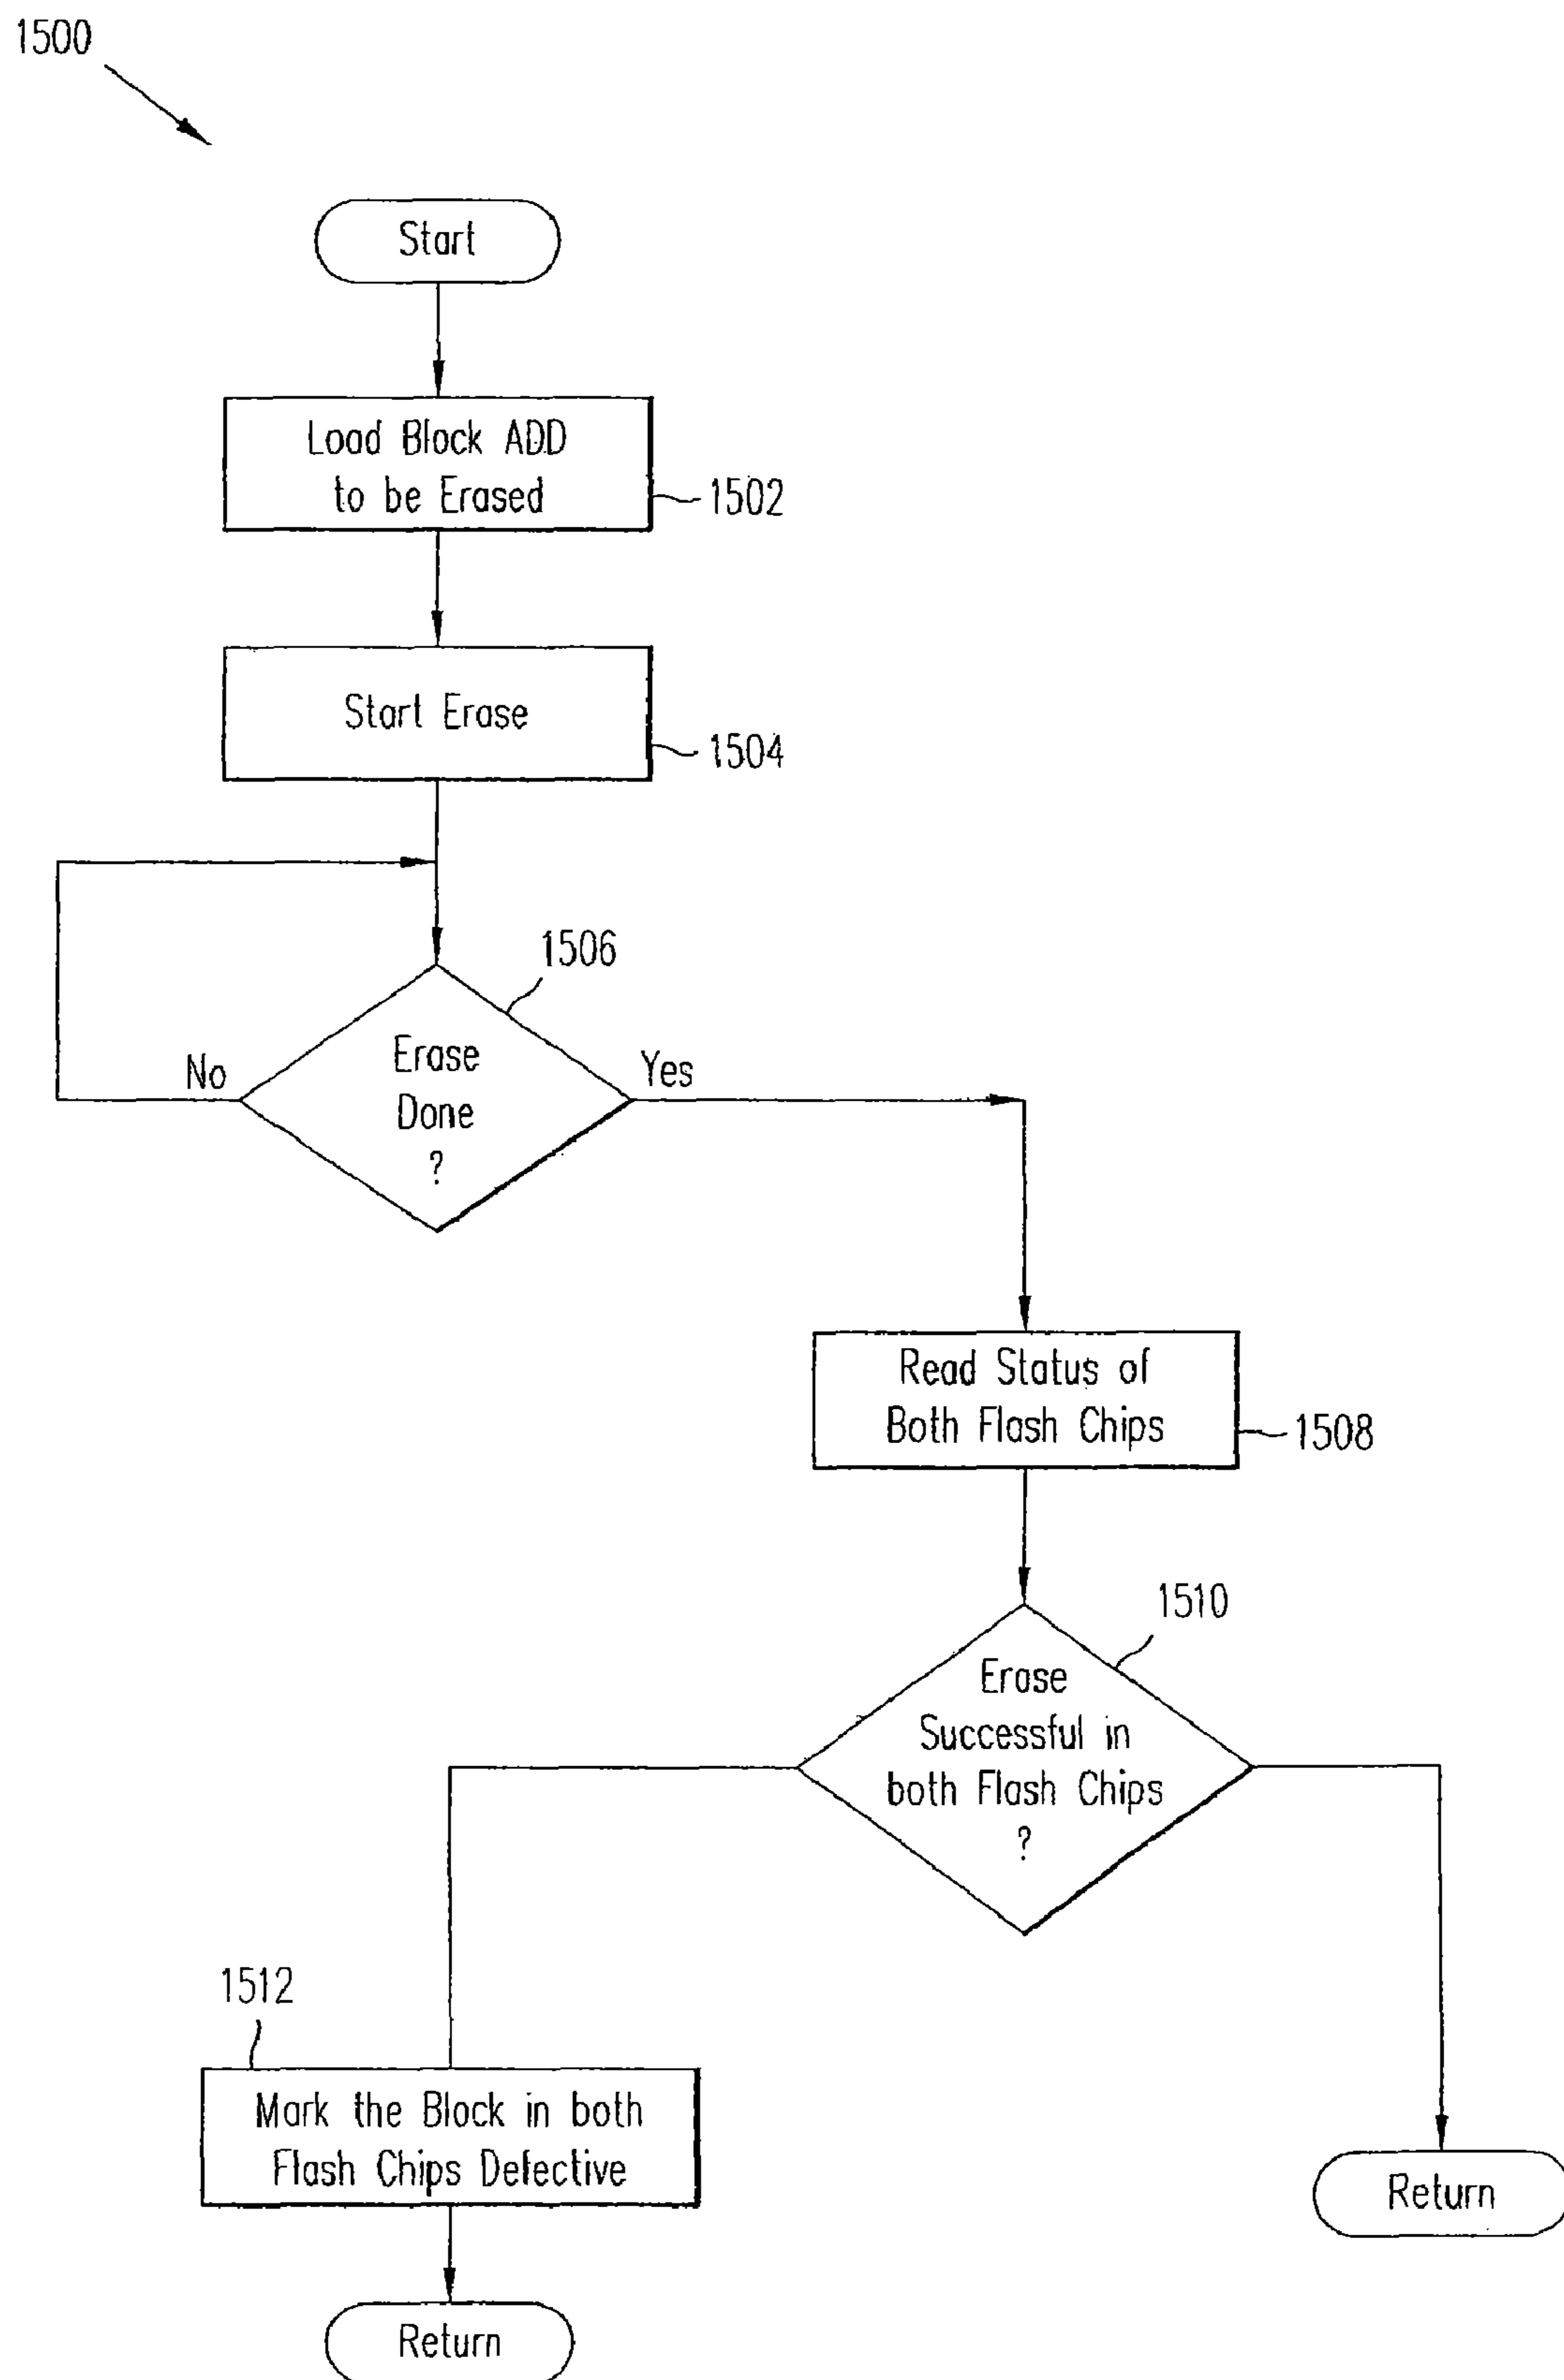 1500
Start
Load Block ADD
to be Erased
1502
Start Erase
1504
1506
Erase
Done
?
No
Yes
Read Status of
Both Flash Chips
1508
1510
Erase
Successful in
both Flash Chips
?
1512
Mark the Block in both
Flash Chips Defective
Return
Return